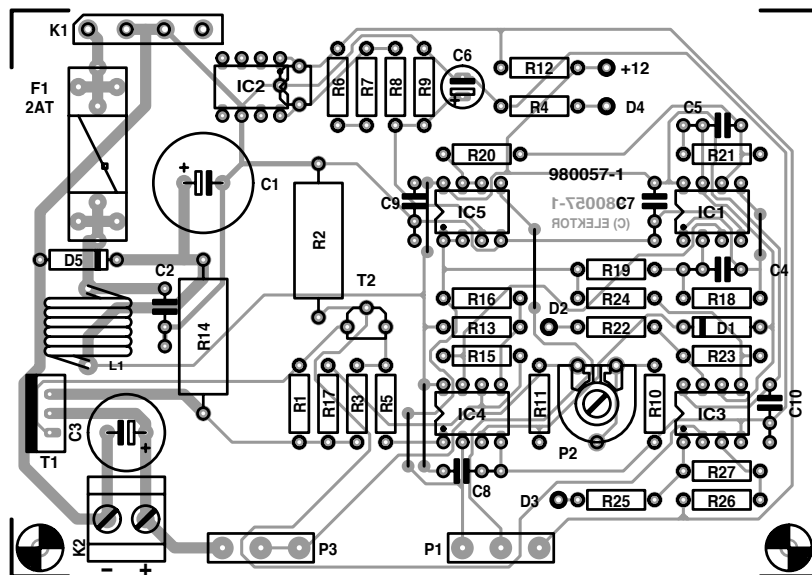 K1
F1
2AT
IC2
R6
R7
R8
R9
C6
+
R12
+12
R4
D4
C5
R21
R20
980057-1
980057-1
(C) ELEKTOR
+
C1
R2
C9
IC5
C7
IC1
D5
C2
R19
C4
T2
R16
R24
R18
R14
R13
D2
R22
D1
L1
R15
R23
R1
R17
R3
R5
IC4
R11
P2
R10
IC3
C10
T1
C3
+
C8
R27
D3
R25
R26
K2
P3
P1
– +